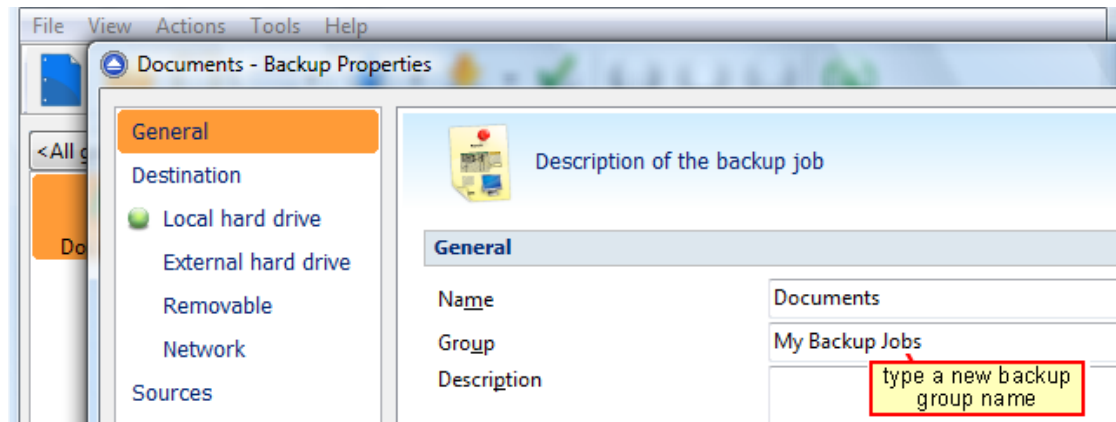 File View Actions Tools Help
Documents - Backup Properties
<All g
Do
General
Destination
Local hard drive
External hard drive
Removable
Network
Sources
Description of the backup job
General
Name Documents
Group My Backup Jobs
Description
type a new backup
group name